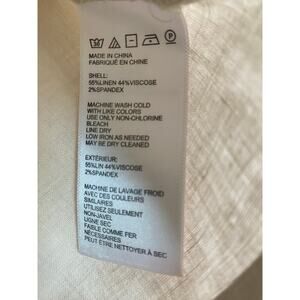 MADE IN CHINA
FABRIQUÉ EN CHINE
SHELL:
55%LINEN 44%VISCOSE
2%SPANDEX
MACHINE WASH COLD
WITH LIKE COLORS
USE ONLY NON-CHLORINE
BLEACH
LINE DRY
LOW IRON AS NEEDED
MAY BE DRY CLEANED
EXTÉRIEUR:
55%LIN 44%VISCOSE
2%SPANDEX
MACHINE DE LAVAGE FROID
AVEC DES COULEURS
SIMILAIRES
UTILISEZ SEULEMENT
NON-JAVEL
LIGNE SEC
FAIBLE COMME FER
NÉCESSAIRES
PEUT ÊTRE NETTOYER À SEC